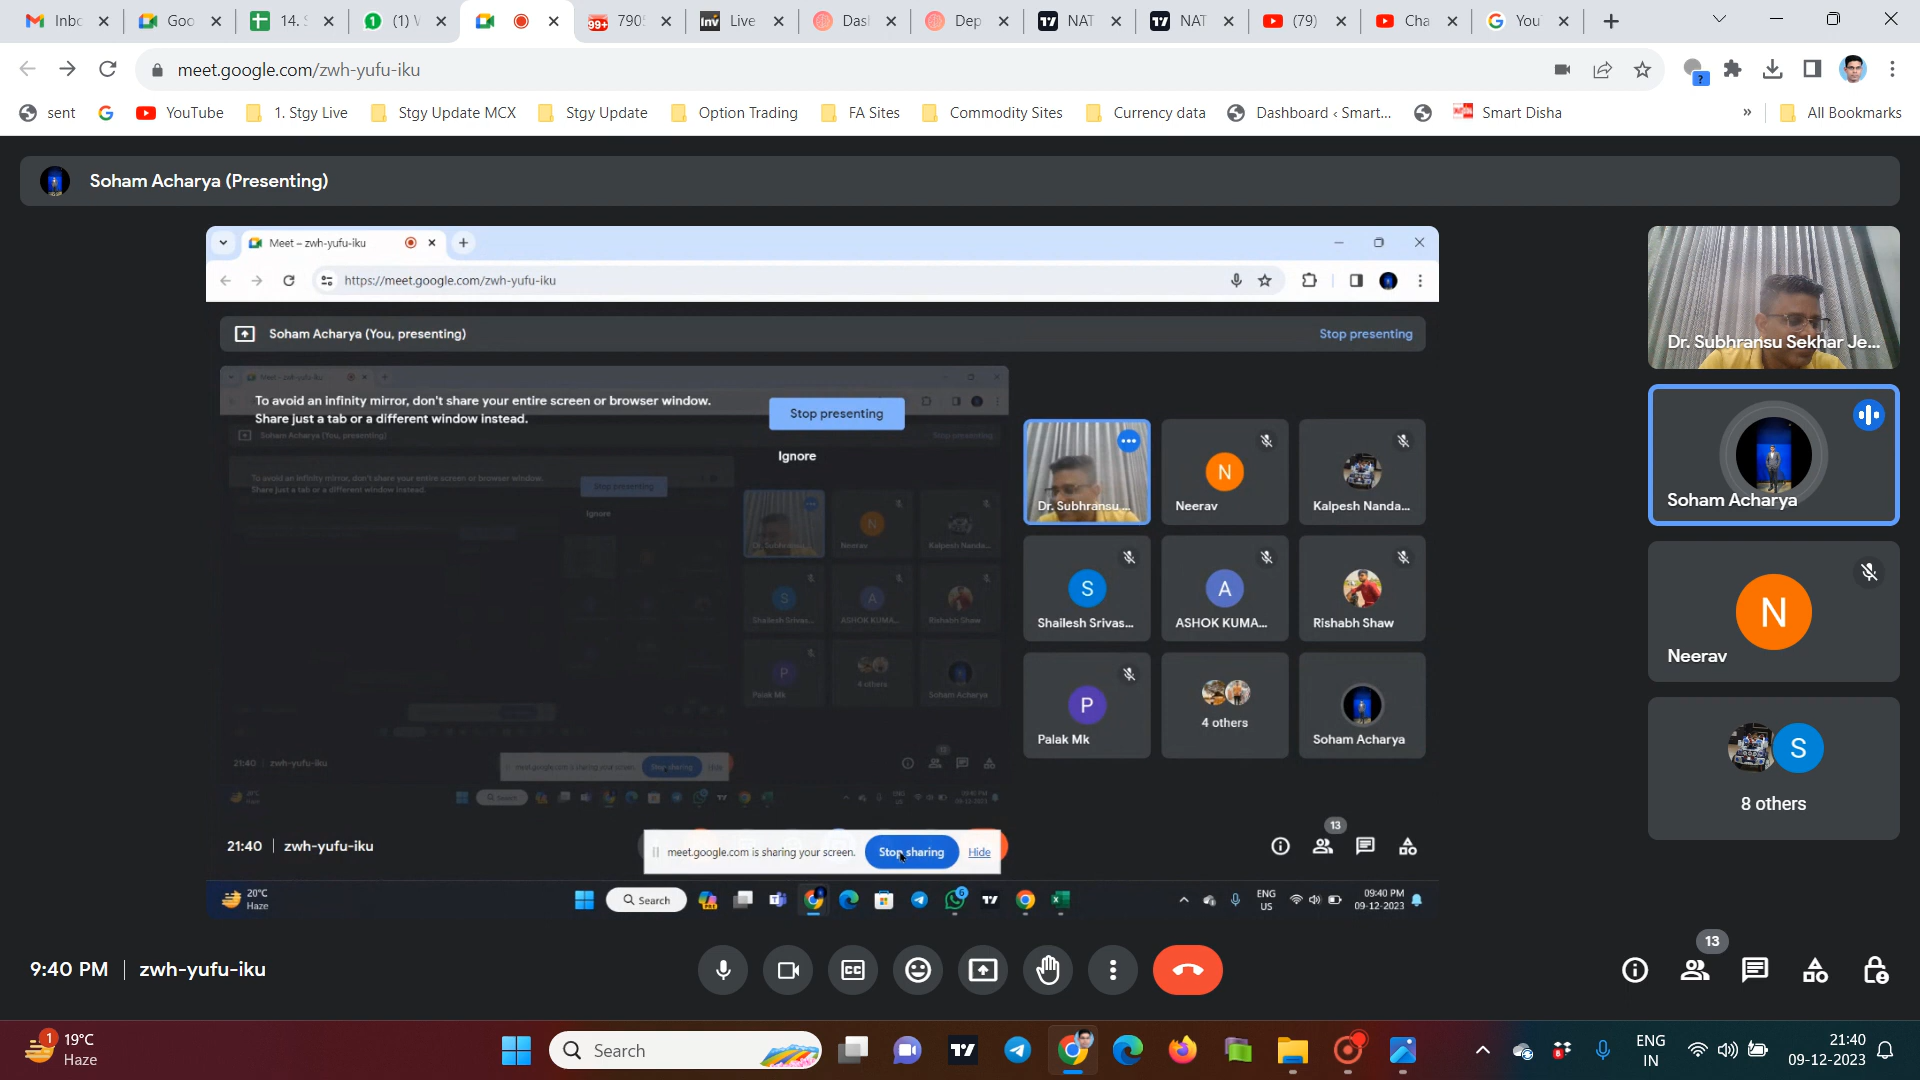 Inbc
Goo
14. S
(1) V
790!
Live
Dasl
Dep
NAT
NAT
(79)
Cha
You
meet.google.com/zwh-yufu-iku
sent
YouTube
1. Stgy Live
Stgy Update MCX
Stgy Update
Option Trading
FA Sites
Commodity Sites
Currency data
Dashboard ‹ Smart...
Smart Disha
»
All Bookmarks
Soham Acharya (Presenting)
Meet – zwh-yufu-iku
https://meet.google.com/zwh-yufu-iku
Soham Acharya (You, presenting)
Stop presenting
To avoid an infinity mirror, don't share your entire screen or browser window.
Share just a tab or a different window instead.
Stop presenting
Ignore
Dr. Subhransu ...
Neerav
Kalpesh Nanda...
S
Shailesh Srivas...
A
ASHOK KUMA...
Rishabh Shaw
P
Palak Mk
4 others
Soham Acharya
21:40 | zwh-yufu-iku
meet.google.com is sharing your screen.
Stop sharing
Hide
13
20°C
Haze
Search
ENG
US
09:40 PM
09-12-2023
Dr. Subhransu Sekhar Je...
Soham Acharya
N
Neerav
S
8 others
9:40 PM | zwh-yufu-iku
13
19°C
Haze
Search
ENG
IN
21:40
09-12-2023